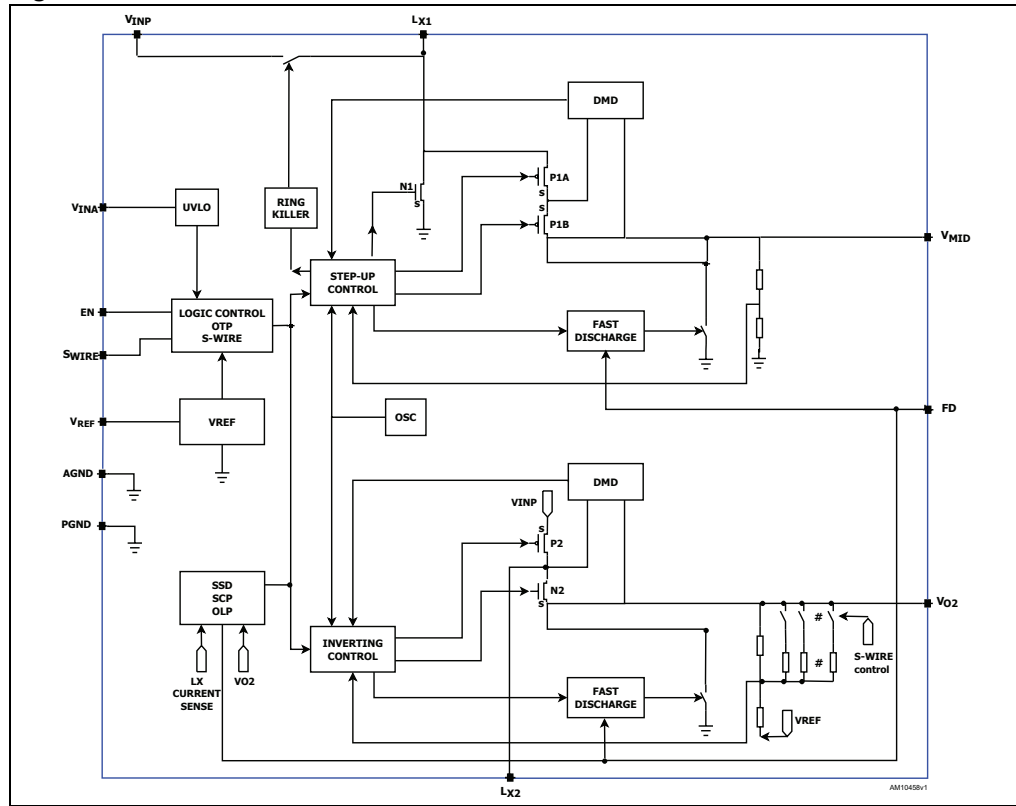 VINP
LX1
DMD
P1A
S
S
P1B
N1
S
VINA
UVLO
RING
KILLER
VMID
STEP-UP
CONTROL
EN
LOGIC CONTROL
OTP
S-WIRE
SWIRE
FAST
DISCHARGE
VREF
VREF
OSC
FD
AGND
PGND
DMD
VINP
S
P2
N2
S
SSD
SCP
OLP
VO2
#
S-WIRE
control
#
INVERTING
CONTROL
LX
CURRENT
SENSE
VO2
FAST
DISCHARGE
VREF
LX2
AM10458v1